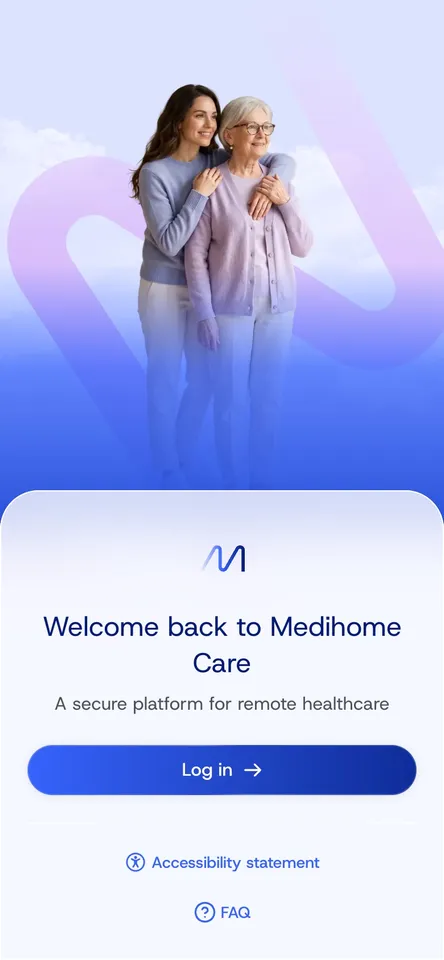 Welcome back to Medihome
Care
A secure platform for remote healthcare
Log in
Accessibility statement
FAQ